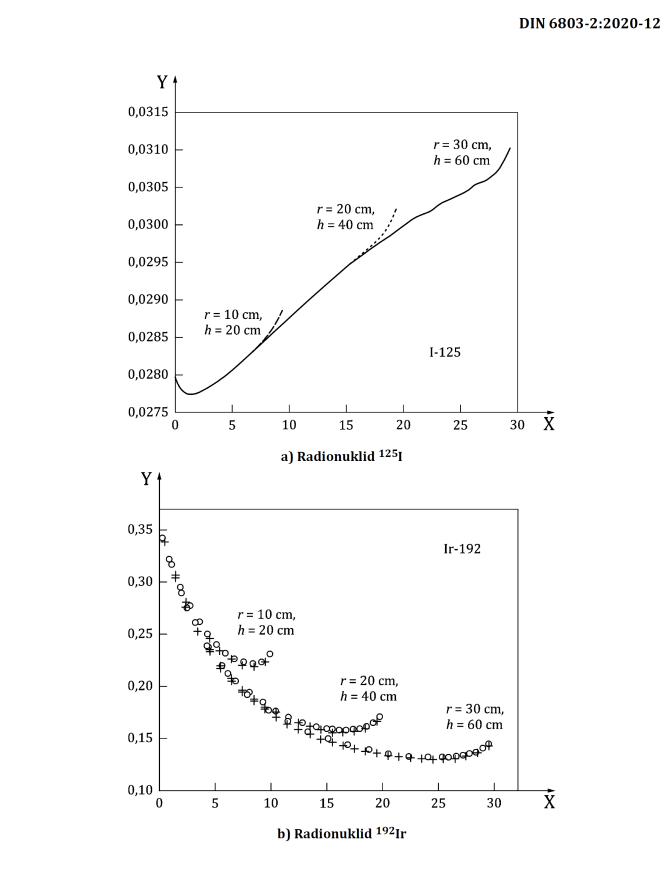 DIN 6803-2:2020-12
Y
0,0315
0,0310
0,0305
0,0300
0,0295
0,0290
0,0285
0,0280
0,0275
r = 30 cm,
h = 60 cm
r = 20 cm,
h = 40 cm
r = 10 cm,
h = 20 cm
I-125
0 5 10 15 20 25 30 X
a) Radionuklid ¹²⁵I
Y
0,35
0,30
0,25
0,20
0,15
0,10
Ir-192
r = 10 cm,
h = 20 cm
r = 20 cm,
h = 40 cm
r = 30 cm,
h = 60 cm
0 5 10 15 20 25 30 X
b) Radionuklid ¹⁹²Ir